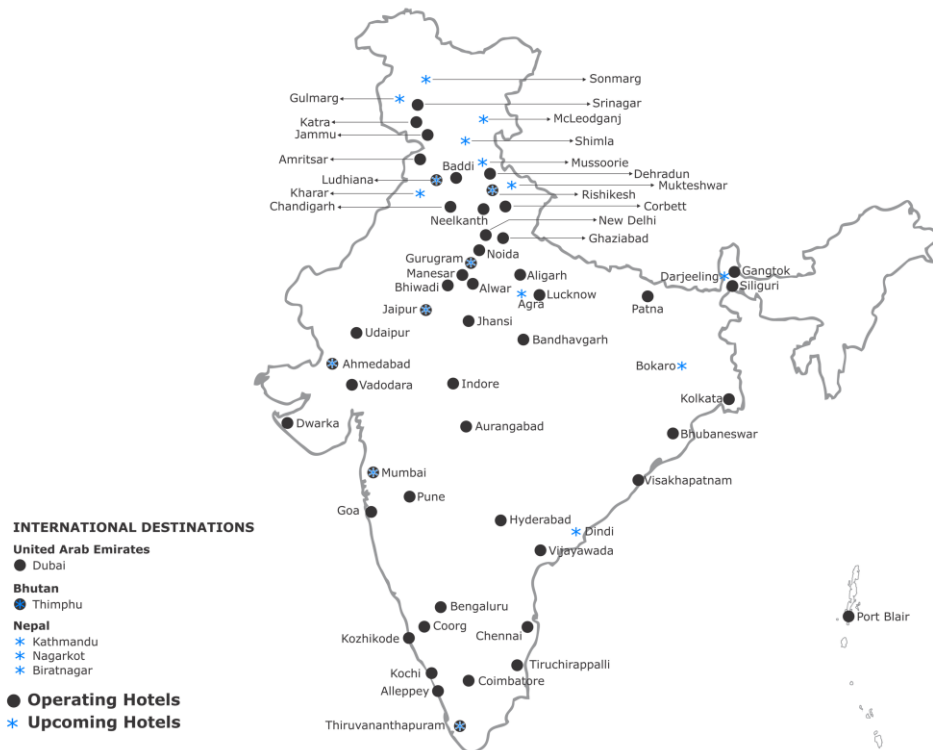 Sonmarg
Gulmarg
Srinagar
Katra
McLeodganj
Jammu
Shimla
Amritsar
Mussoorie
Baddi
Dehradun
Ludhiana
Mukteshwar
Kharar
Rishikesh
Chandigarh
Corbett
Neelkanth
New Delhi
Ghaziabad
Noida
Gurugram
Manesar
Aligarh
Darjeeling
Gangtok
Bhiwadi
Alwar
Siliguri
Lucknow
Agra
Patna
Jaipur
Jhansi
Udaipur
Bandhavgarh
Ahmedabad
Bokaro
Vadodara
Indore
Kolkata
Dwarka
Aurangabad
Bhubaneswar
Mumbai
Visakhapatnam
Pune
Goa
Hyderabad
Dindi
Vijayawada
Bengaluru
Port Blair
Coorg
Chennai
Kozhikode
Tiruchirappalli
Kochi
Coimbatore
Alleppey
Thiruvananthapuram
INTERNATIONAL DESTINATIONS
United Arab Emirates
Dubai
Bhutan
Thimphu
Nepal
Kathmandu
Nagarkot
Biratnagar
Operating Hotels
Upcoming Hotels